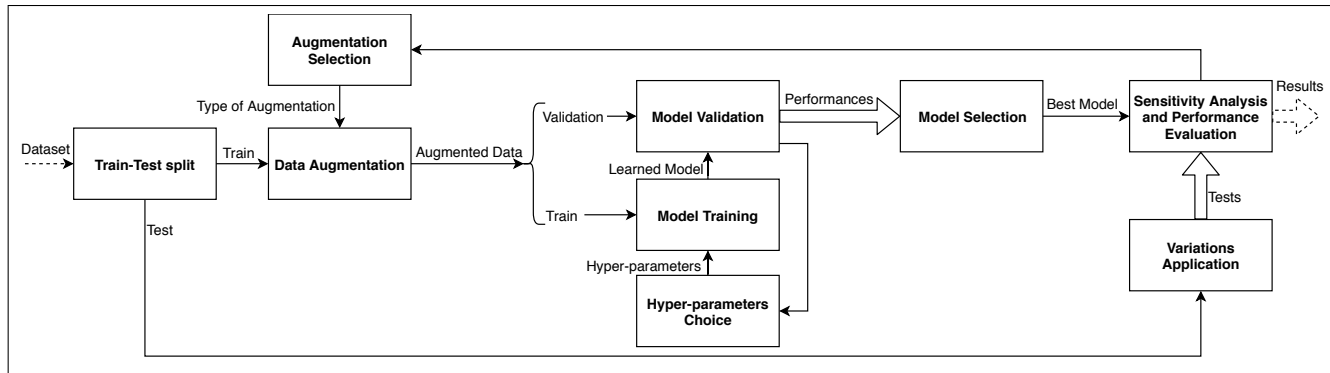 Augmentation
Selection
Type of Augmentation
Dataset
Train-Test split
Train
Data Augmentation
Augmented Data
Validation
Train
Model Validation
Learned Model
Model Training
Hyper-parameters
Hyper-parameters
Choice
Performances
Model Selection
Best Model
Sensitivity Analysis
and Performance
Evaluation
Results
Tests
Variations
Application
Test